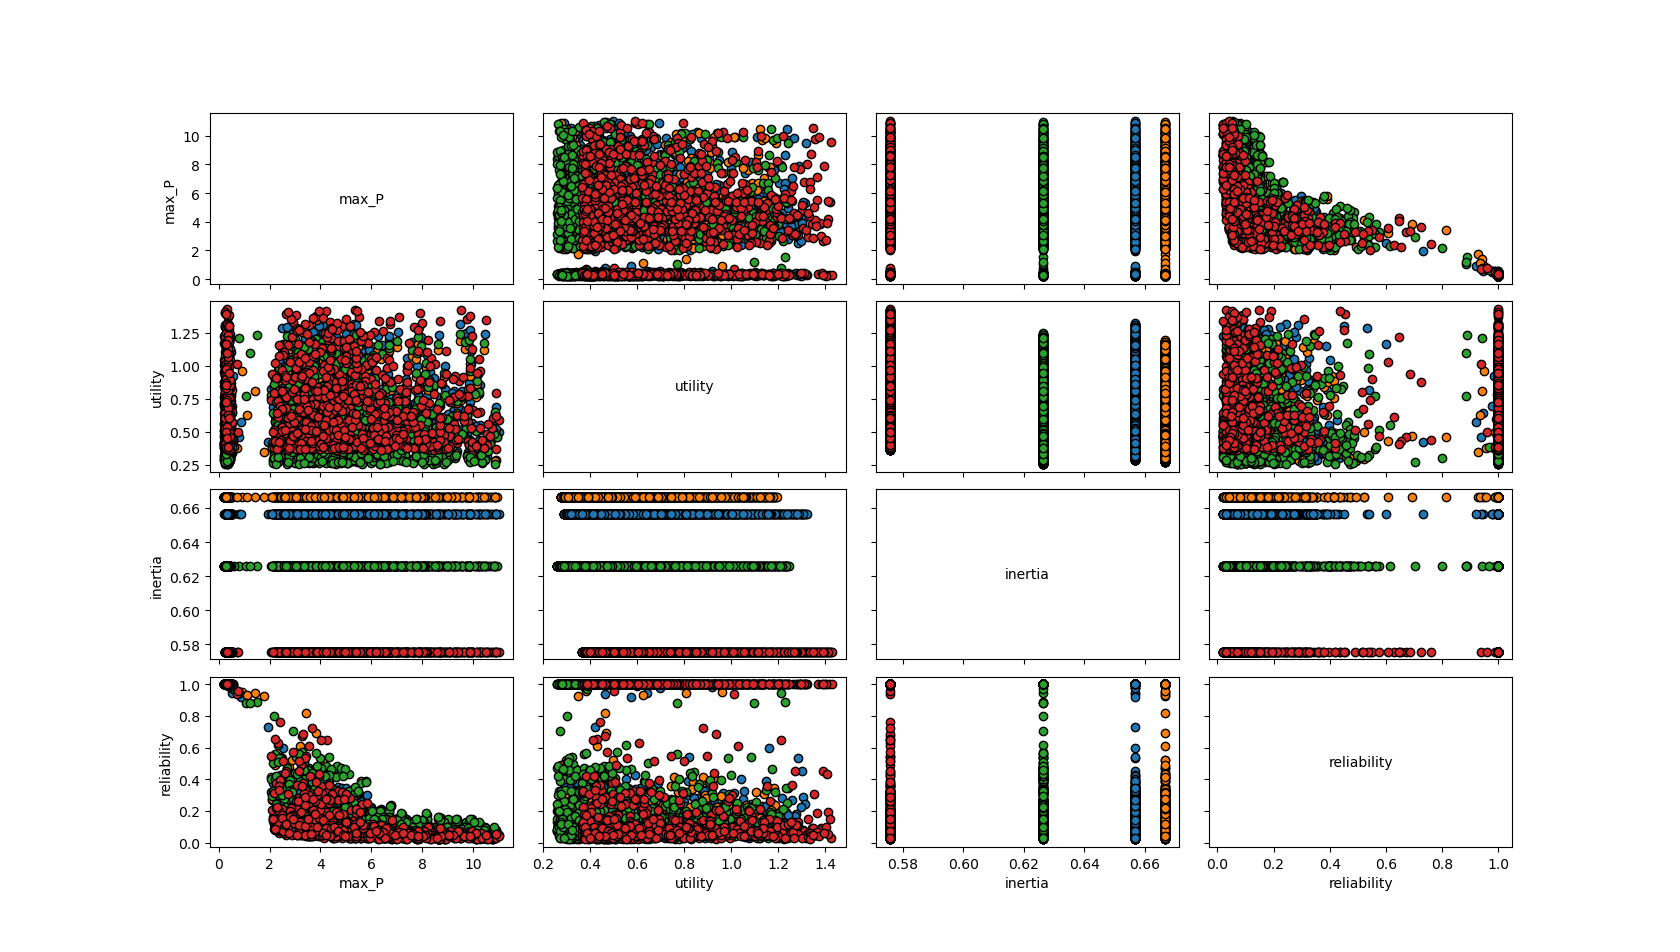 10
8
6
4
2
0
max_P
max_P
1.25
1.00
0.75
0.50
0.25
utility
utility
0.66
0.64
0.62
0.60
0.58
inertia
inertia
1.0
0.8
0.6
0.4
0.2
0.0
reliability
reliability
0 2 4 6 8 10
0.2 0.4 0.6 0.8 1.0 1.2 1.4
0.58 0.60 0.62 0.64 0.66
0.0 0.2 0.4 0.6 0.8 1.0
max_P utility inertia reliability